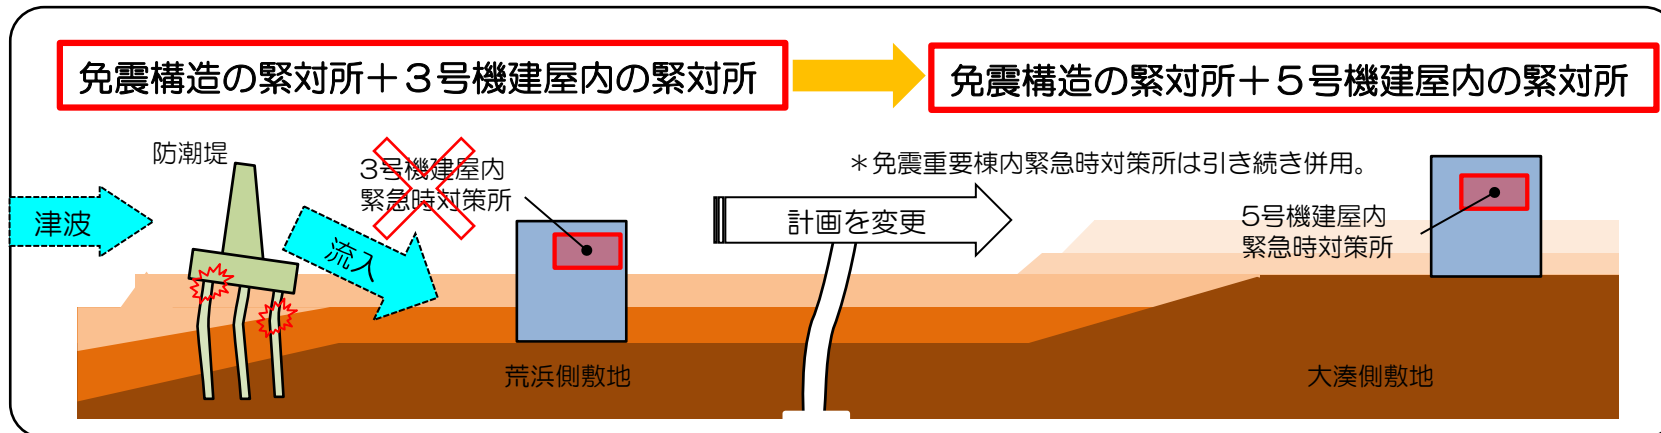 免震構造の緊対所＋３号機建屋内の緊対所
免震構造の緊対所＋５号機建屋内の緊対所
防潮堤
3号機建屋内
緊急時対策所
＊免震重要棟内緊急時対策所は引き続き併用。
津波
流入
計画を変更
5号機建屋内
緊急時対策所
荒浜側敷地
大湊側敷地